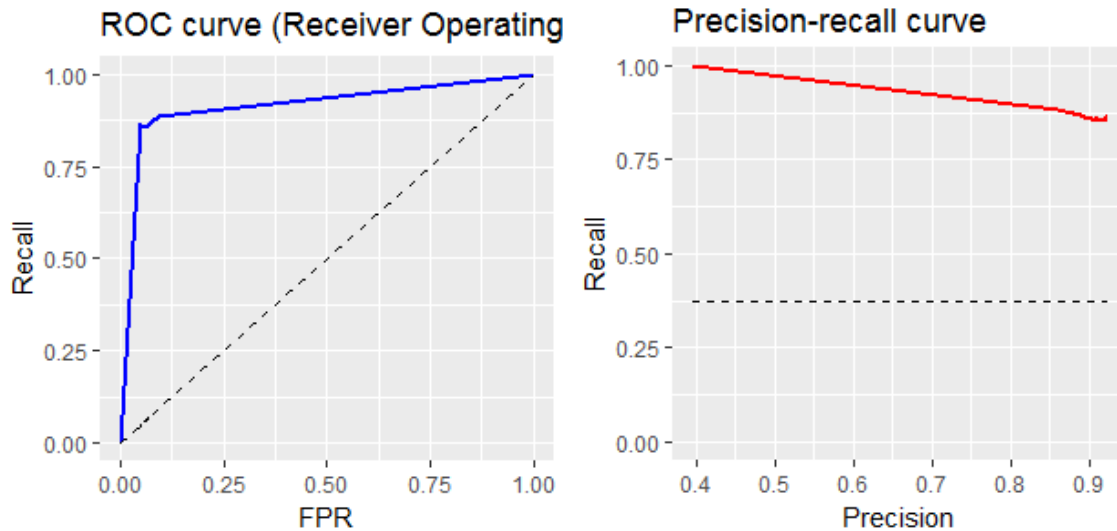 ROC curve (Receiver Operating
1.00
0.75
0.50
0.25
0.00
Recall
0.00 0.25 0.50 0.75 1.00
FPR
Precision-recall curve
1.00
0.75
0.50
0.25
0.00
Recall
0.4 0.5 0.6 0.7 0.8 0.9
Precision